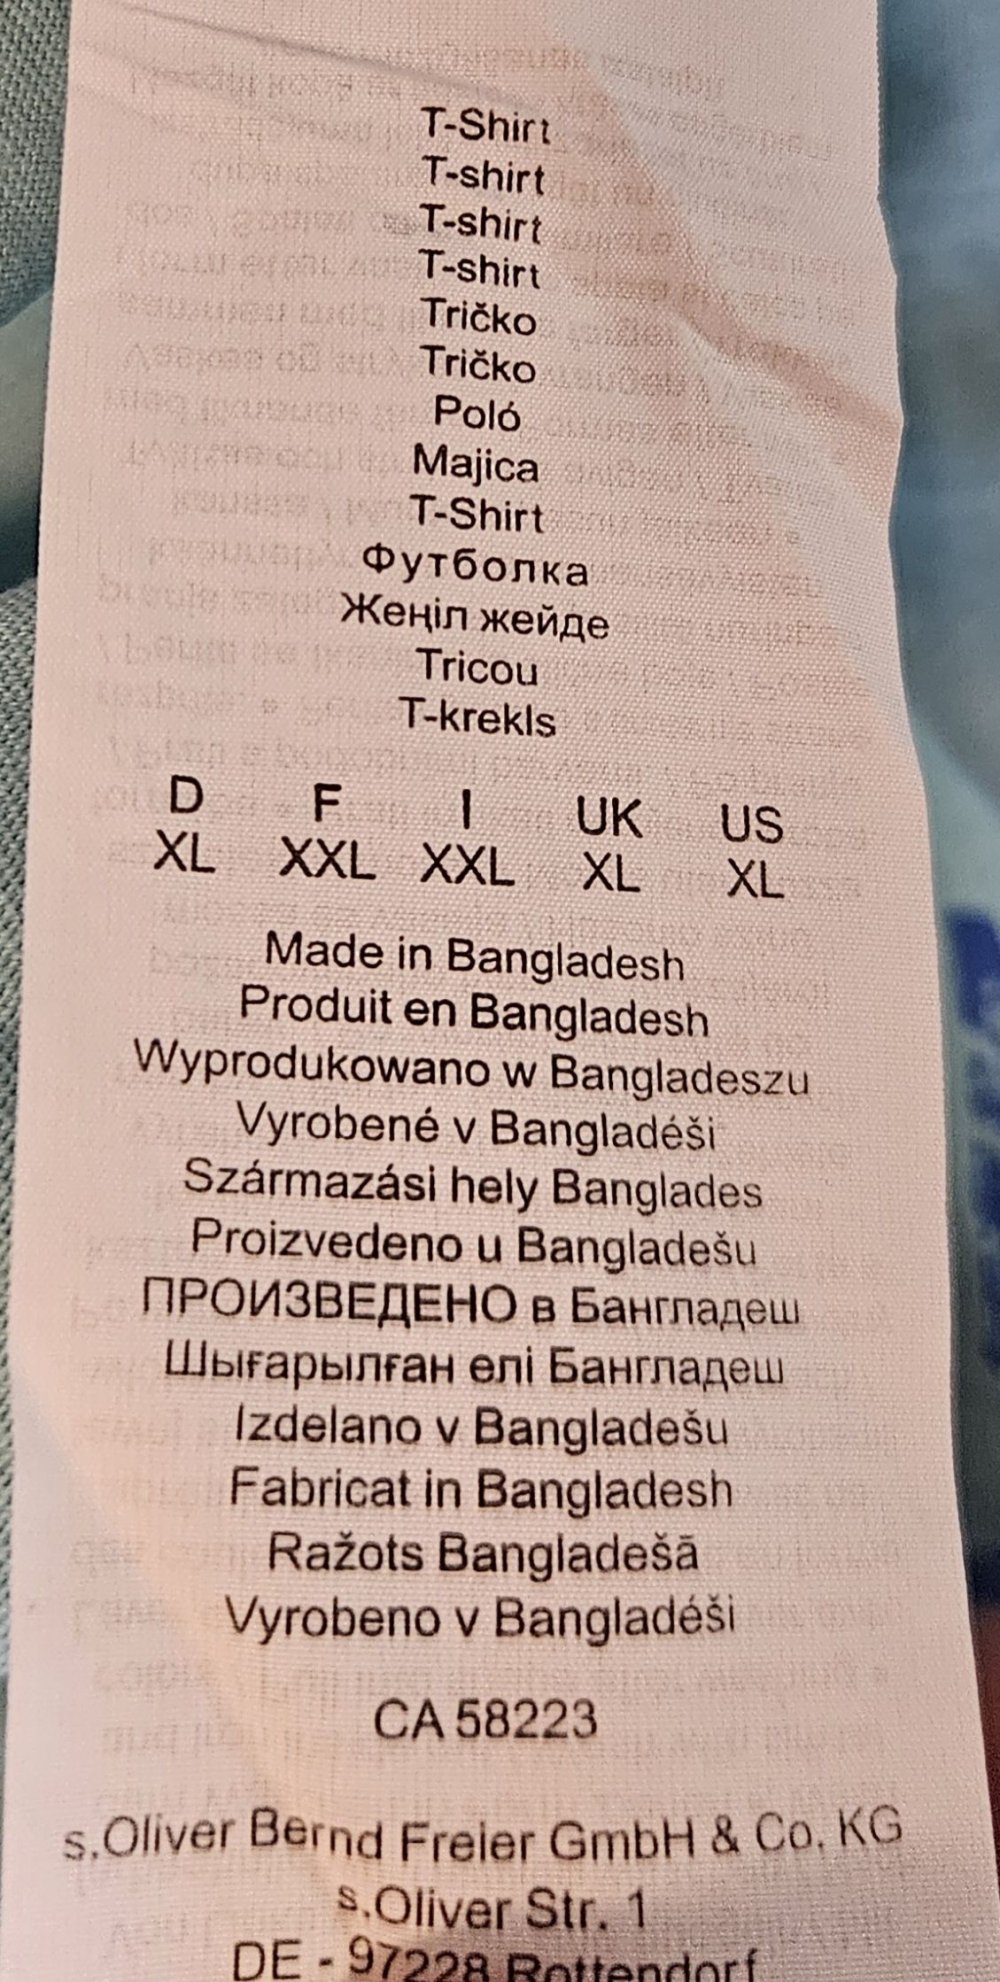 T-Shirt
T-shirt
T-shirt
T-shirt
Tričko
Tričko
Poló
Majica
T-Shirt
Футболка
Жеңіл жейде
Tricou
T-krekls
D F I UK US
XL XXL XXL XL XL
Made in Bangladesh
Produit en Bangladesh
Wyprodukowano w Bangladeszu
Vyrobené v Bangladéši
Származási hely Banglades
Proizvedeno u Bangladešu
ПРОИЗВЕДЕНО в Бангладеш
Шығарылған елі Бангладеш
Izdelano v Bangladešu
Fabricat in Bangladesh
Ražots Bangladešā
Vyrobeno v Bangladéši
CA 58223
s.Oliver Bernd Freier GmbH & Co. KG
s.Oliver Str. 1
DE - 97228 Rottendorf